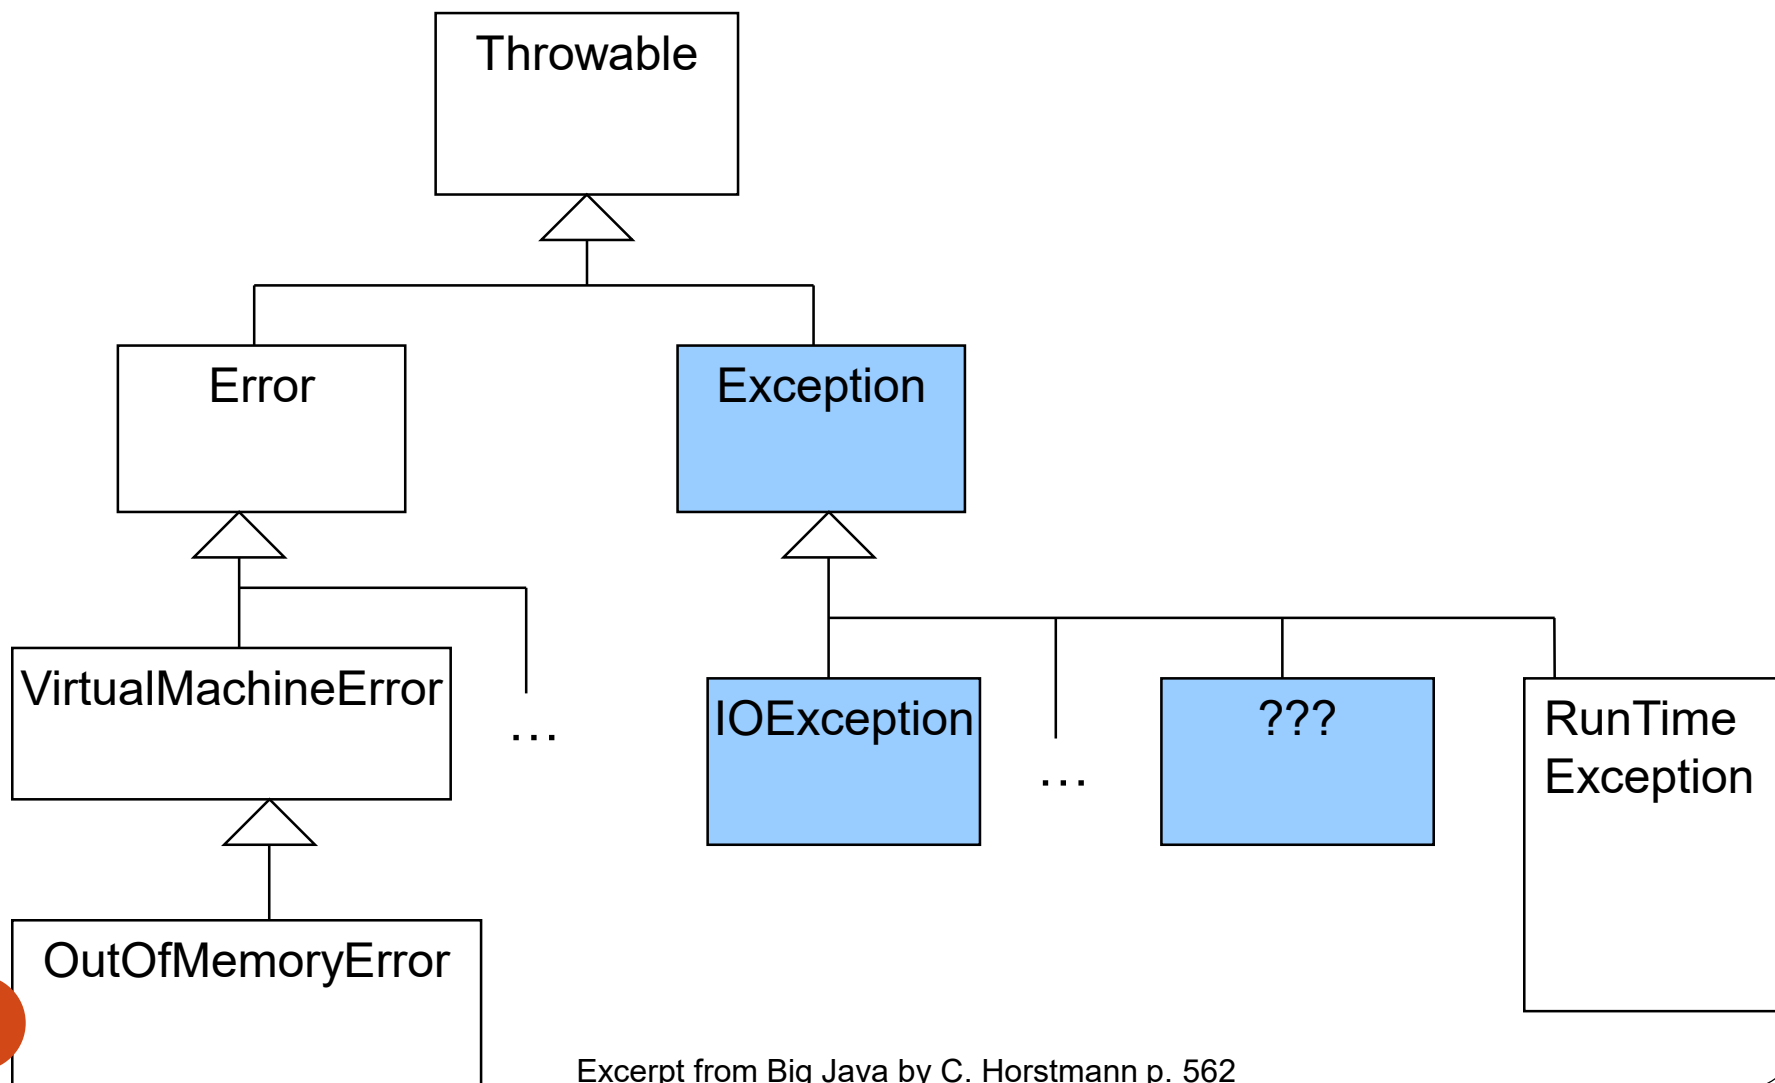 Throwable
Error
Exception
VirtualMachineError
…
IOException
…
???
RunTime
Exception
OutOfMemoryError
Excerpt from Big Java by C. Horstmann p. 562